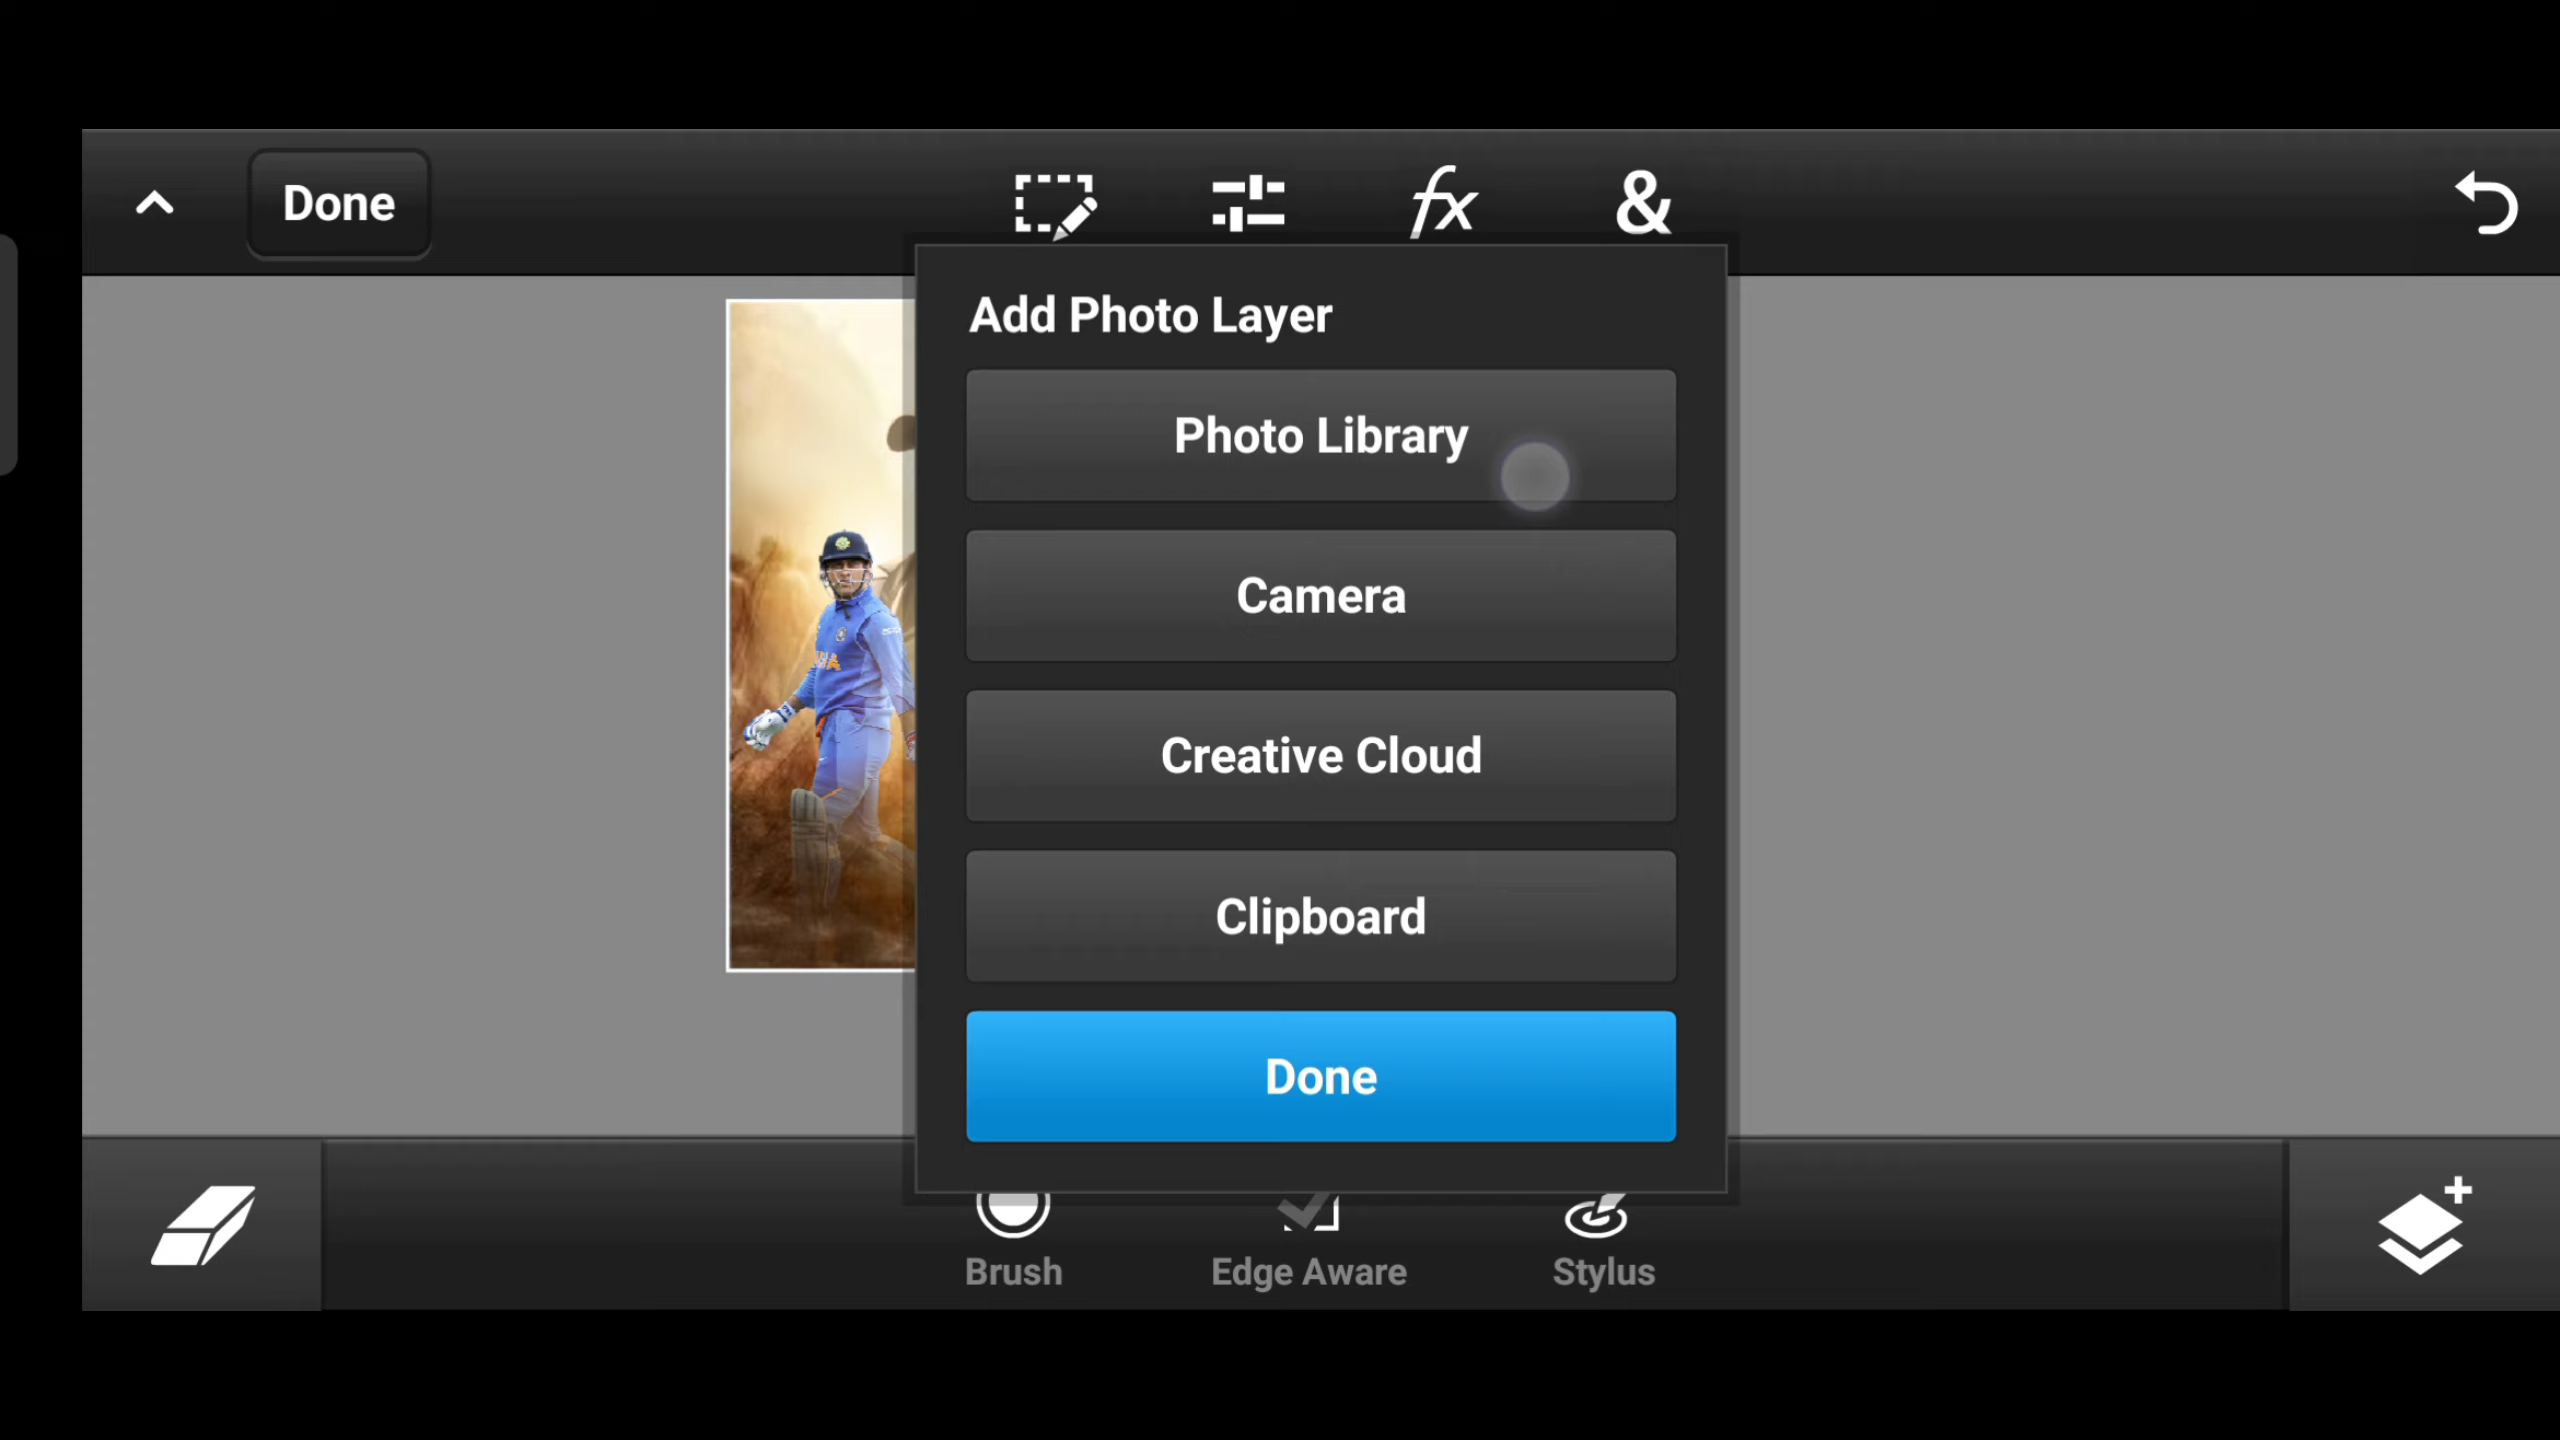 Done
fx
&
Add Photo Layer
Photo Library
Camera
Creative Cloud
Clipboard
Done
Brush
Edge Aware
Stylus